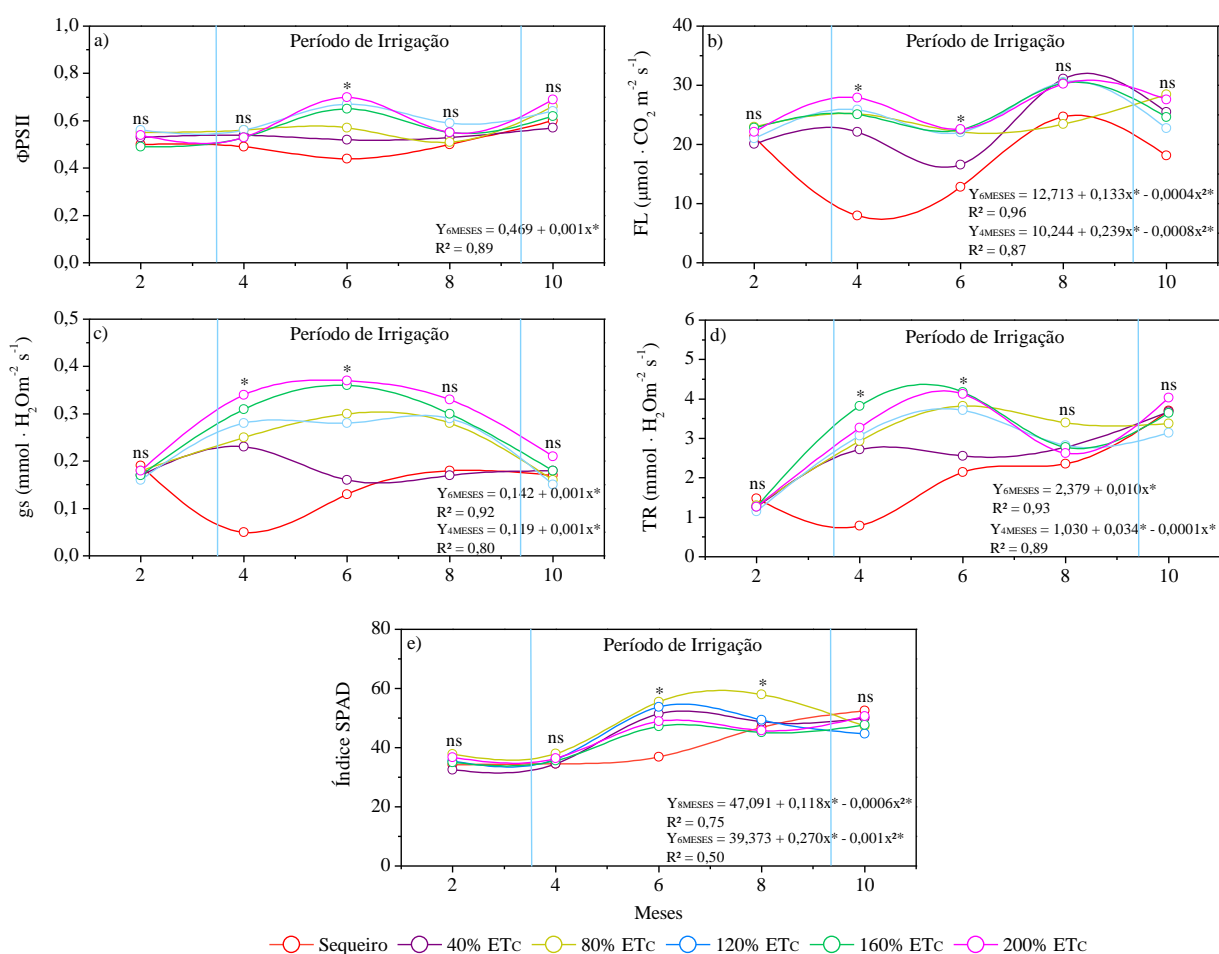 a)
Período de Irrigação
1,0
0,8
0,6
0,4
0,2
0,0
ΦPSII
ns
ns
*
ns
ns
Y6MESES = 0,469 + 0,001x*
R² = 0,89
2
4
6
8
10
b)
Período de Irrigação
40
30
20
10
0
FL (μmol · CO2 m-2 s-1)
ns
*
*
ns
ns
Y6MESES = 12,713 + 0,133x* - 0,0004x²*
R² = 0,96
Y4MESES = 10,244 + 0,239x* - 0,0008x²*
R² = 0,87
2
4
6
8
10
c)
Período de Irrigação
0,5
0,4
0,3
0,2
0,1
0,0
gs (mmol · H2Om-2 s-1)
ns
*
*
ns
ns
Y6MESES = 0,142 + 0,001x*
R² = 0,92
Y4MESES = 0,119 + 0,001x*
R² = 0,80
2
4
6
8
10
d)
Período de Irrigação
6
5
4
3
2
1
0
TR (mmol · H2Om-2 s-1)
ns
*
*
ns
ns
Y6MESES = 2,379 + 0,010x*
R² = 0,93
Y4MESES = 1,030 + 0,034x* - 0,0001x*
R² = 0,89
2
4
6
8
10
e)
Período de Irrigação
80
60
40
20
0
Índice SPAD
ns
ns
*
*
ns
Y8MESES = 47,091 + 0,118x* - 0,0006x²*
R² = 0,75
Y6MESES = 39,373 + 0,270x* - 0,001x²*
R² = 0,50
2
4
6
8
10
Meses
Sequeiro
40% ETc
80% ETc
120% ETc
160% ETc
200% ETc